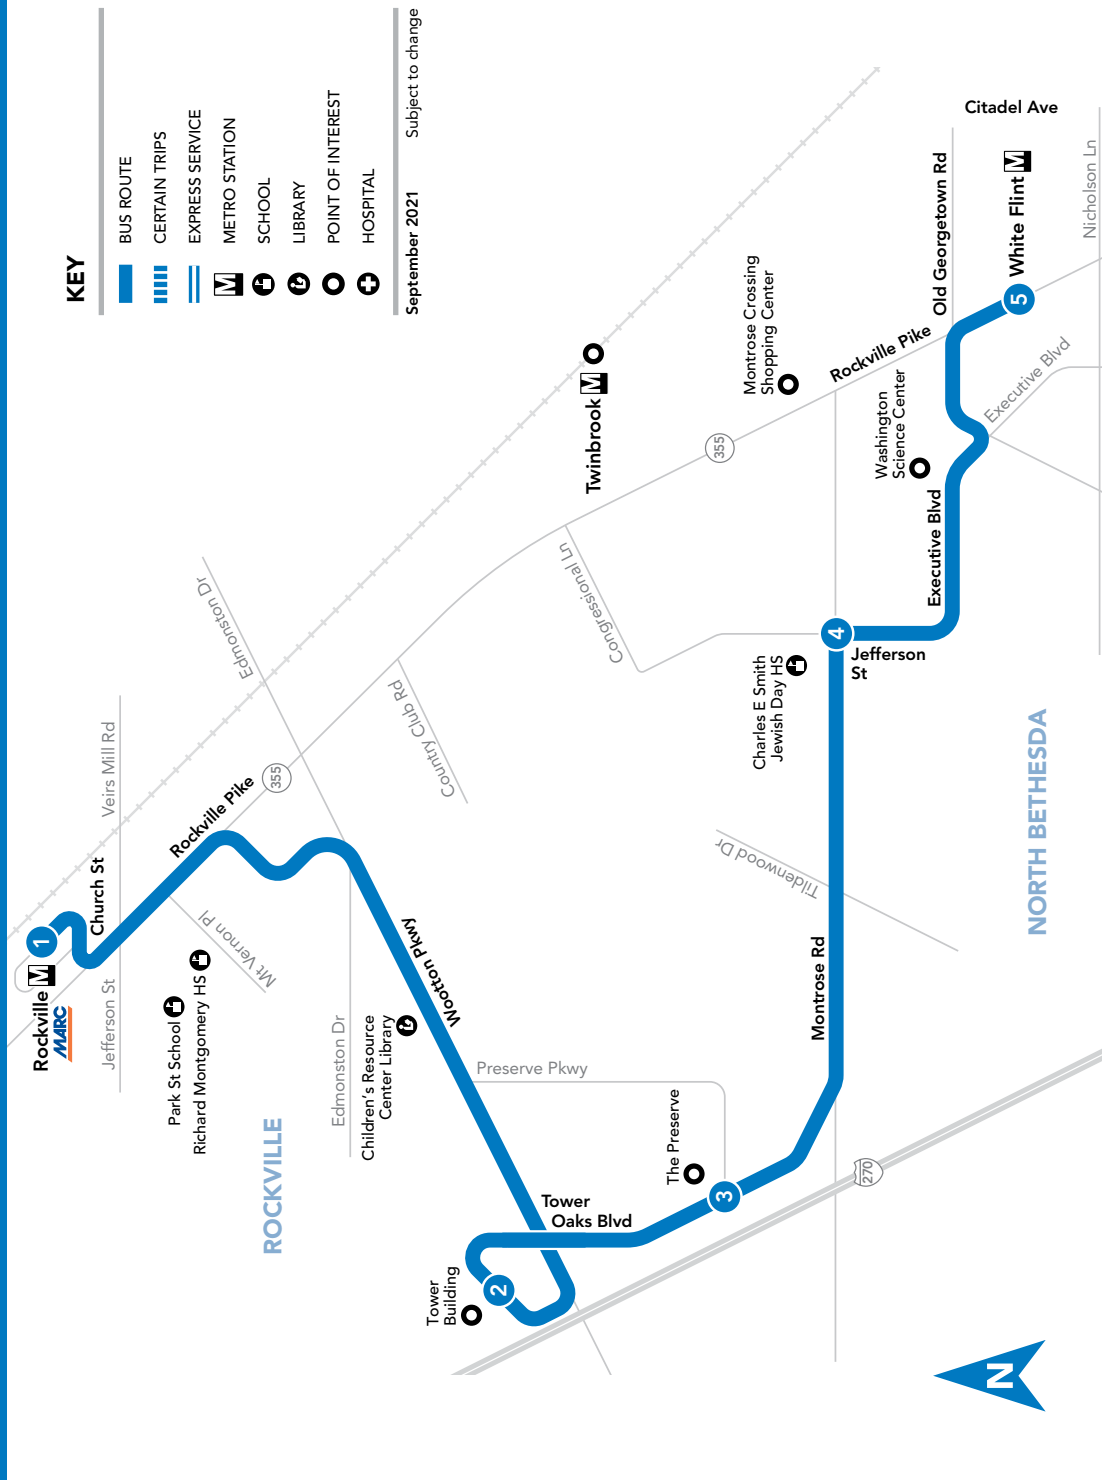 KEY
BUS ROUTE
CERTAIN TRIPS
EXPRESS SERVICE
M
METRO STATION
SCHOOL
LIBRARY
POINT OF INTEREST
HOSPITAL
September 2021
Subject to change
Rockville M
MARC
1
Church St
Veirs Mill Rd
Jefferson St
Rockville Pike
355
Mt Vernon Pl
Park St School
Richard Montgomery HS
Edmonston Dr
ROCKVILLE
Edmonston Dr
Children's Resource
Center Library
Wootton Pkwy
Country Club Rd
Congressional Ln
Twinbrook M
355
Montrose Crossing
Shopping Center
Rockville Pike
Preserve Pkwy
The Preserve
Tower
Oaks Blvd
Tower
Building
2
3
270
Montrose Rd
Tildenwood Dr
Charles E Smith
Jewish Day HS
4
Jefferson
St
Executive Blvd
Washington
Science Center
Executive Blvd
Old Georgetown Rd
Citadel Ave
5
White Flint M
Nicholson Ln
NORTH BETHESDA
N